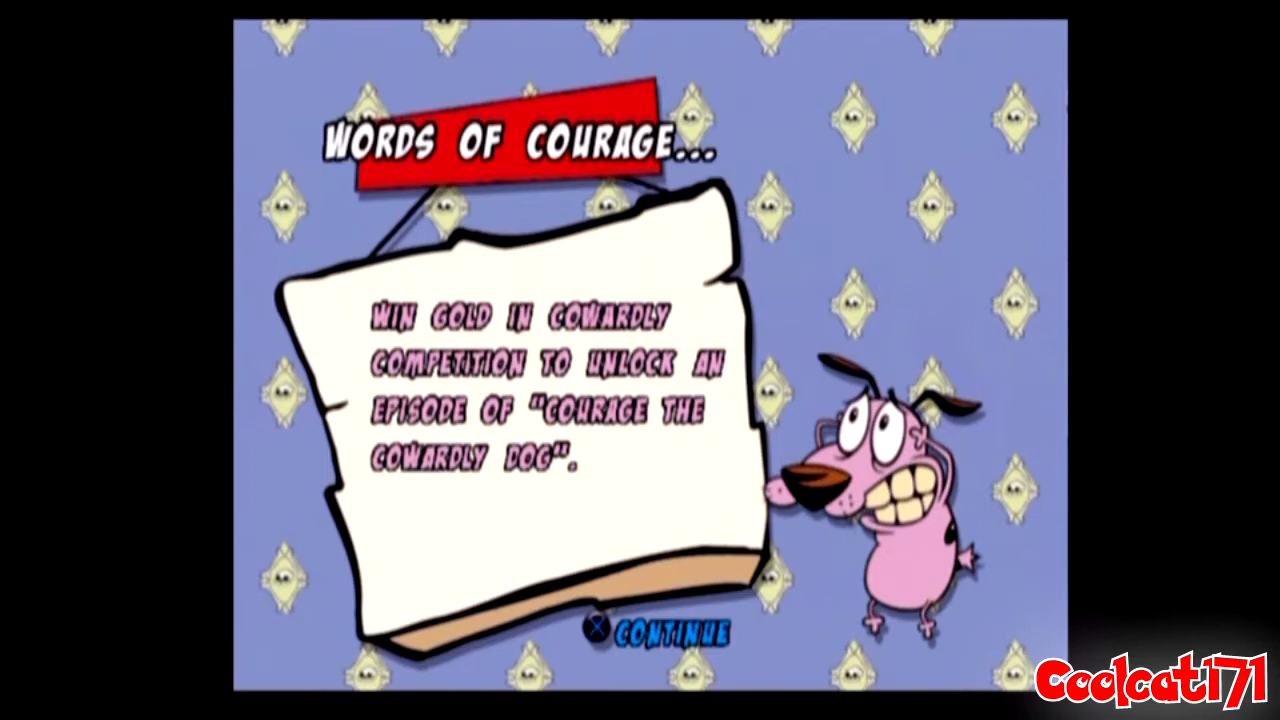 WORDS OF COURAGE...
WIN GOLD IN COWARDLY
COMPETITION TO UNLOCK AN
EPISODE OF "COURAGE THE
COWARDLY DOG".
CONTINUE
Coolcat171